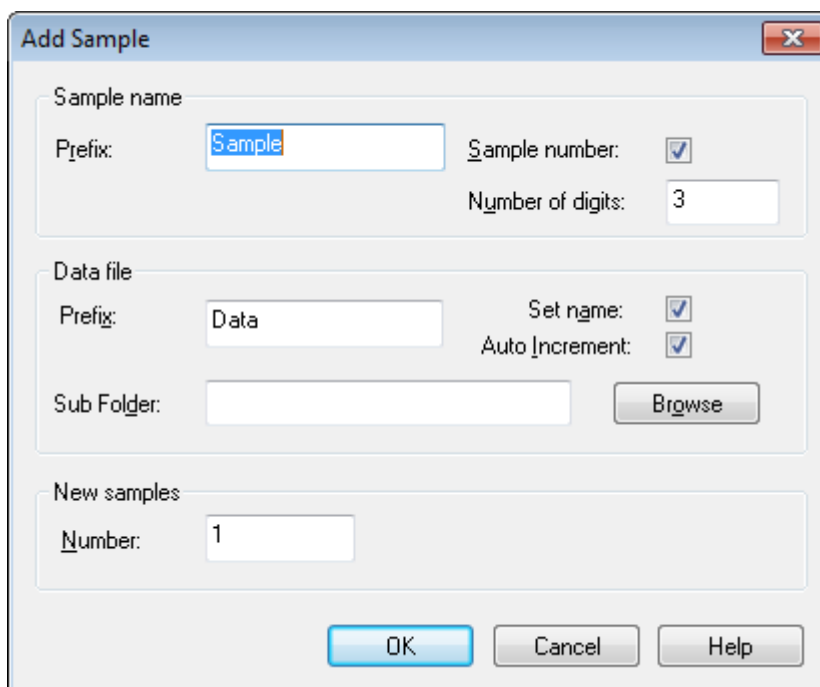 Add Sample
Sample name
Prefix: Sample Sample number:
Number of digits: 3
Data file
Prefix: Data Set name:
Auto Increment:
Sub Folder: Browse
New samples
Number: 1
OK Cancel Help